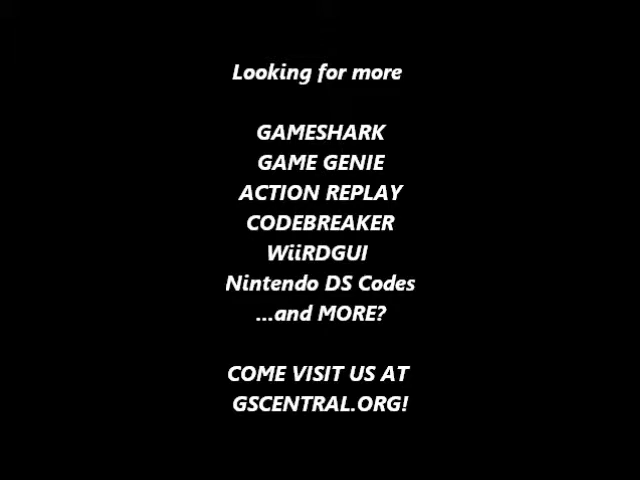 Looking for more
GAMESHARK
GAME GENIE
ACTION REPLAY
CODEBREAKER
WiiRDGUI
Nintendo DS Codes
...and MORE?
COME VISIT US AT
GSCENTRAL.ORG!